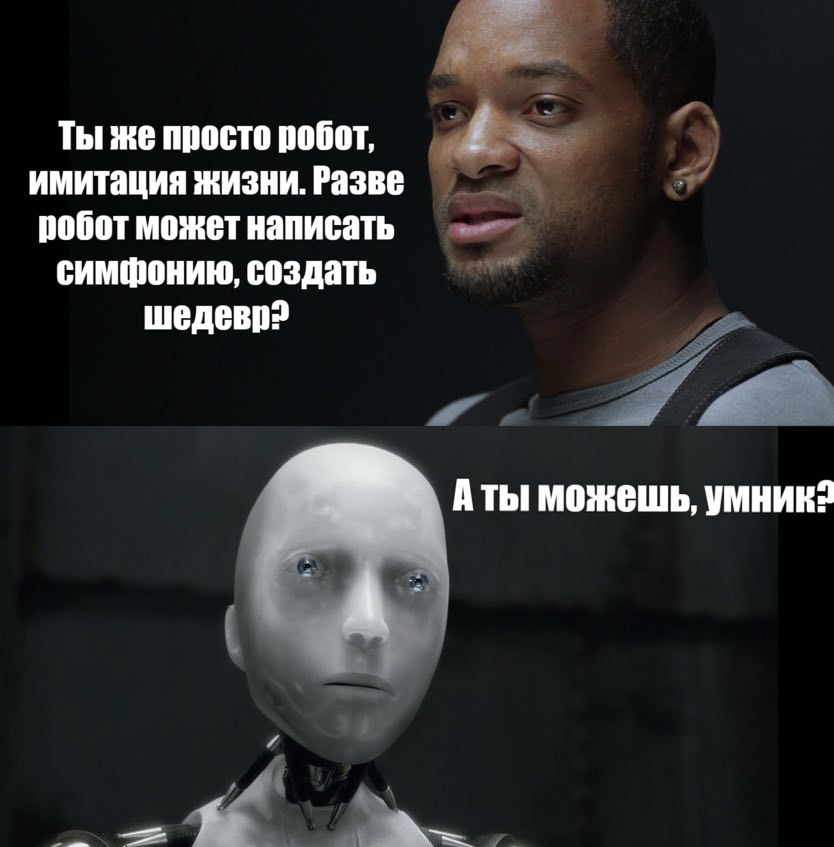 Ты же просто робот,
имитация жизни. Разве
робот может написать
симфонию, создать
шедевр?
А ты можешь, умник?